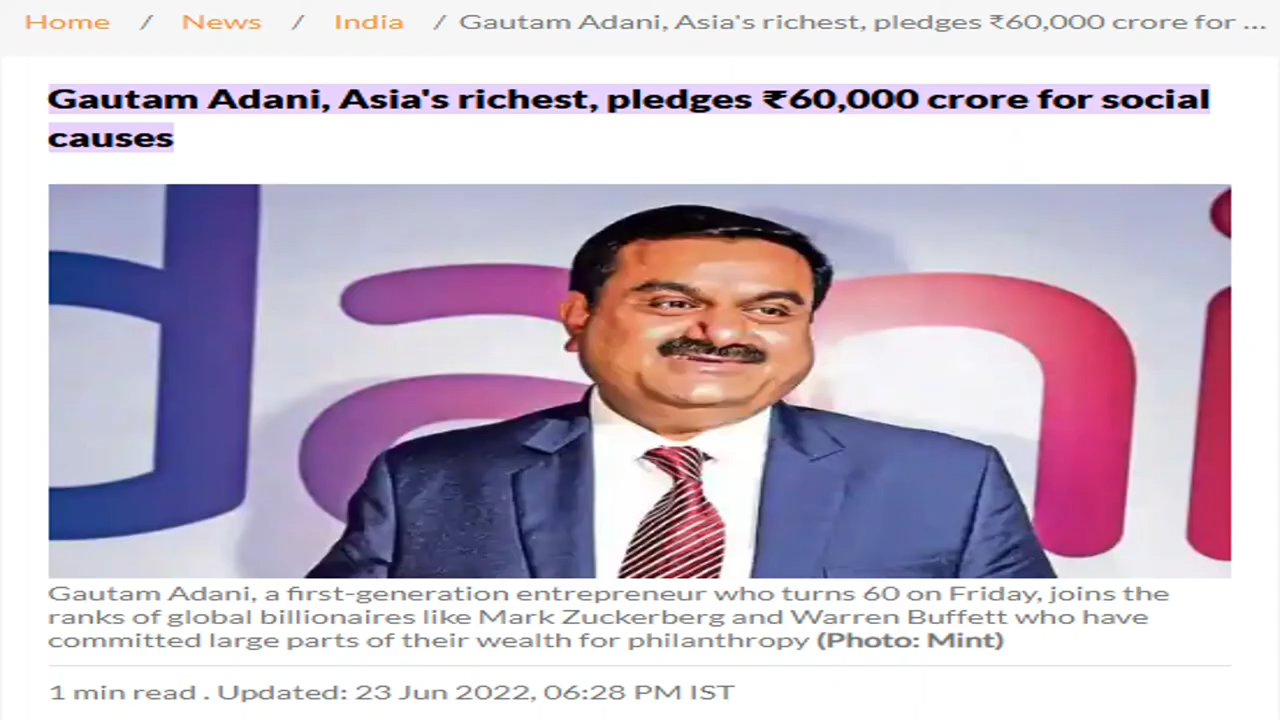 Home / News / India / Gautam Adani, Asia's richest, pledges ₹60,000 crore for ...
Gautam Adani, Asia's richest, pledges ₹60,000 crore for social
causes
dani
Gautam Adani, a first-generation entrepreneur who turns 60 on Friday, joins the
ranks of global billionaires like Mark Zuckerberg and Warren Buffett who have
committed large parts of their wealth for philanthropy (Photo: Mint)
1 min read . Updated: 23 Jun 2022, 06:28 PM IST